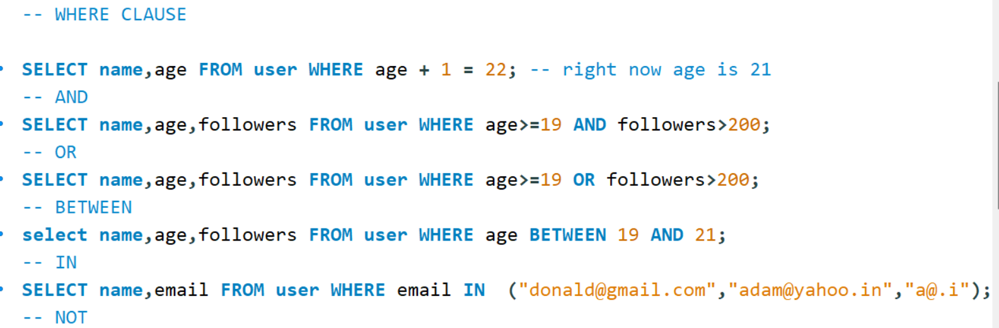 -- WHERE CLAUSE
SELECT name,age FROM user WHERE age + 1 = 22; -- right now age is 21
-- AND
SELECT name,age,followers FROM user WHERE age>=19 AND followers>200;
-- OR
SELECT name,age,followers FROM user WHERE age>=19 OR followers>200;
-- BETWEEN
select name,age,followers FROM user WHERE age BETWEEN 19 AND 21;
-- IN
SELECT name,email FROM user WHERE email IN  ("donald@gmail.com","adam@yahoo.in","a@.i");
-- NOT